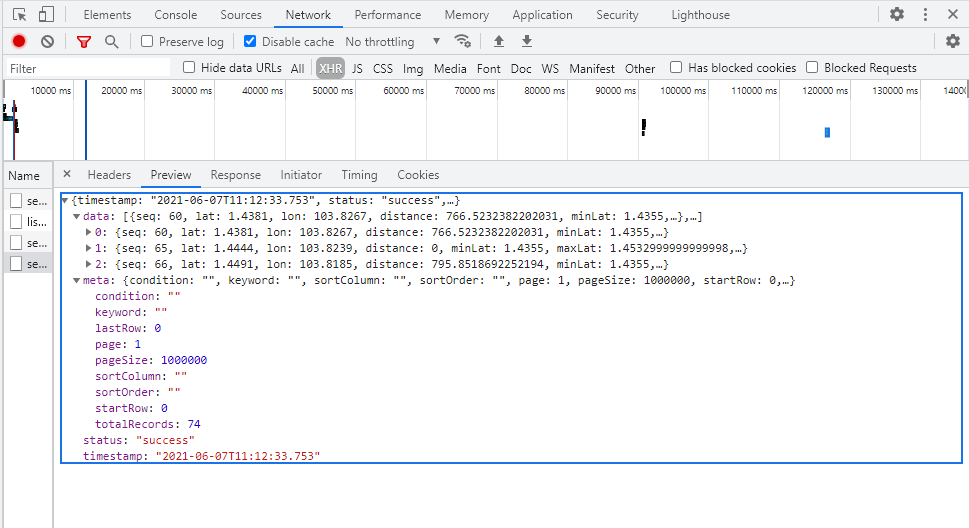 Elements Console Sources Network Performance Memory Application Security Lighthouse
Preserve log Disable cache No throttling
Filter Hide data URLs All XHR JS CSS Img Media Font Doc WS Manifest Other Has blocked cookies Blocked Requests
10000 ms 20000 ms 30000 ms 40000 ms 50000 ms 60000 ms 70000 ms 80000 ms 90000 ms 100000 ms 110000 ms 120000 ms 130000 ms 14000
Name × Headers Preview Response Initiator Timing Cookies
se...
lis...
se...
se...
{timestamp: "2021-06-07T11:12:33.753", status: "success",…}
data: [{seq: 60, lat: 1.4381, lon: 103.8267, distance: 766.5232382202031, minLat: 1.4355,…},…]
0: {seq: 60, lat: 1.4381, lon: 103.8267, distance: 766.5232382202031, minLat: 1.4355,…}
1: {seq: 65, lat: 1.4444, lon: 103.8239, distance: 0, minLat: 1.4355, maxLat: 1.4532999999999998,…}
2: {seq: 66, lat: 1.4491, lon: 103.8185, distance: 795.8518692252194, minLat: 1.4355,…}
meta: {condition: "", keyword: "", sortColumn: "", sortOrder: "", page: 1, pageSize: 1000000, startRow: 0,…}
condition: ""
keyword: ""
lastRow: 0
page: 1
pageSize: 1000000
sortColumn: ""
sortOrder: ""
startRow: 0
totalRecords: 74
status: "success"
timestamp: "2021-06-07T11:12:33.753"